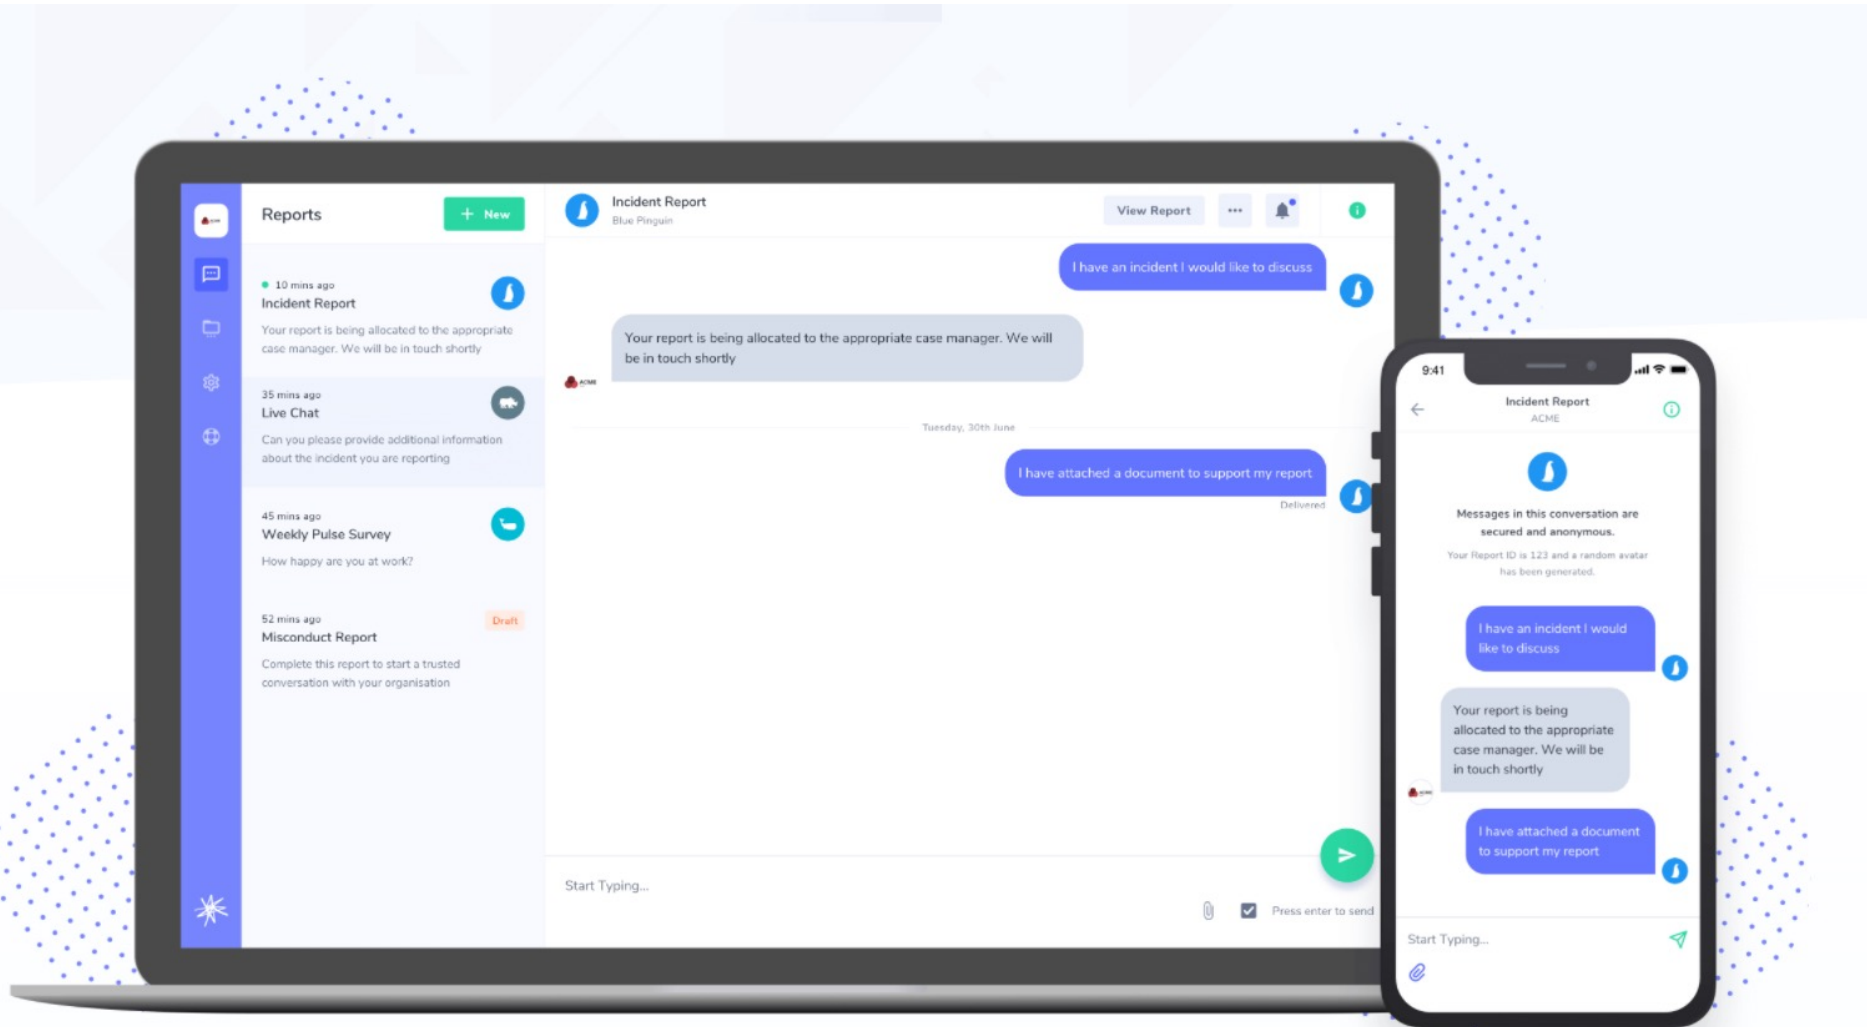 Reports
+ New
10 mins ago
Incident Report
Your report is being allocated to the appropriate
case manager. We will be in touch shortly
35 mins ago
Live Chat
Can you please provide additional information
about the incident you are reporting
45 mins ago
Weekly Pulse Survey
How happy are you at work?
52 mins ago
Draft
Misconduct Report
Complete this report to start a trusted
conversation with your organisation
Incident Report
Blue Pinguin
View Report
I have an incident I would like to discuss
Your report is being allocated to the appropriate case manager. We will
be in touch shortly
ACME
Tuesday, 30th June
I have attached a document to support my report
Delivered
Start Typing...
Press enter to send
9:41
Incident Report
ACME
Messages in this conversation are
secured and anonymous.
Your Report ID is 123 and a random avatar
has been generated.
I have an incident I would
like to discuss
Your report is being
allocated to the appropriate
case manager. We will be
in touch shortly
ACME
I have attached a document
to support my report
Start Typing...